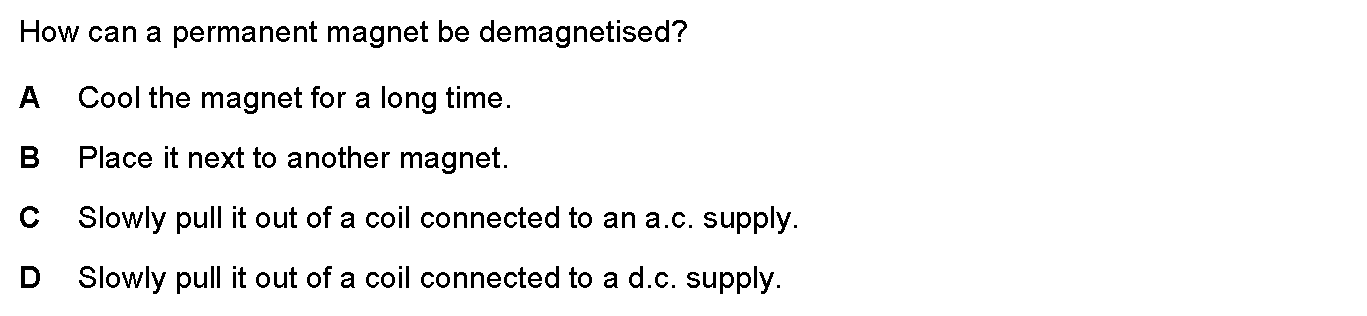 How can a permanent magnet be demagnetised?
A Cool the magnet for a long time.
B Place it next to another magnet.
C Slowly pull it out of a coil connected to an a.c. supply.
D Slowly pull it out of a coil connected to a d.c. supply.